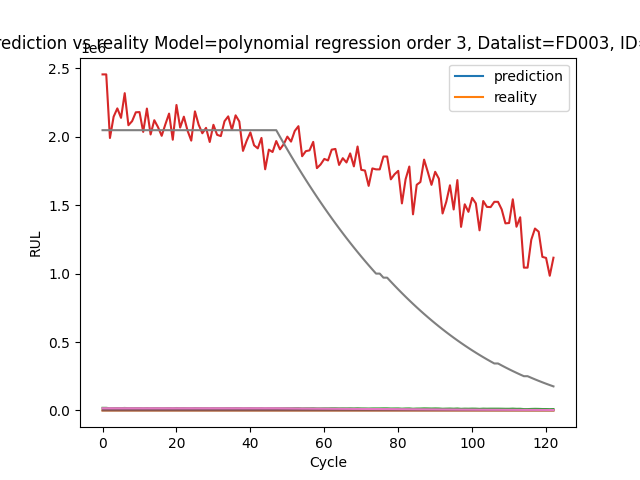 rediction vs reality Model=polynomial regression order 3, Datalist=FD003, ID=
1e6
prediction
reality
2.5
2.0
1.5
1.0
0.5
0.0
RUL
0 20 40 60 80 100 120
Cycle